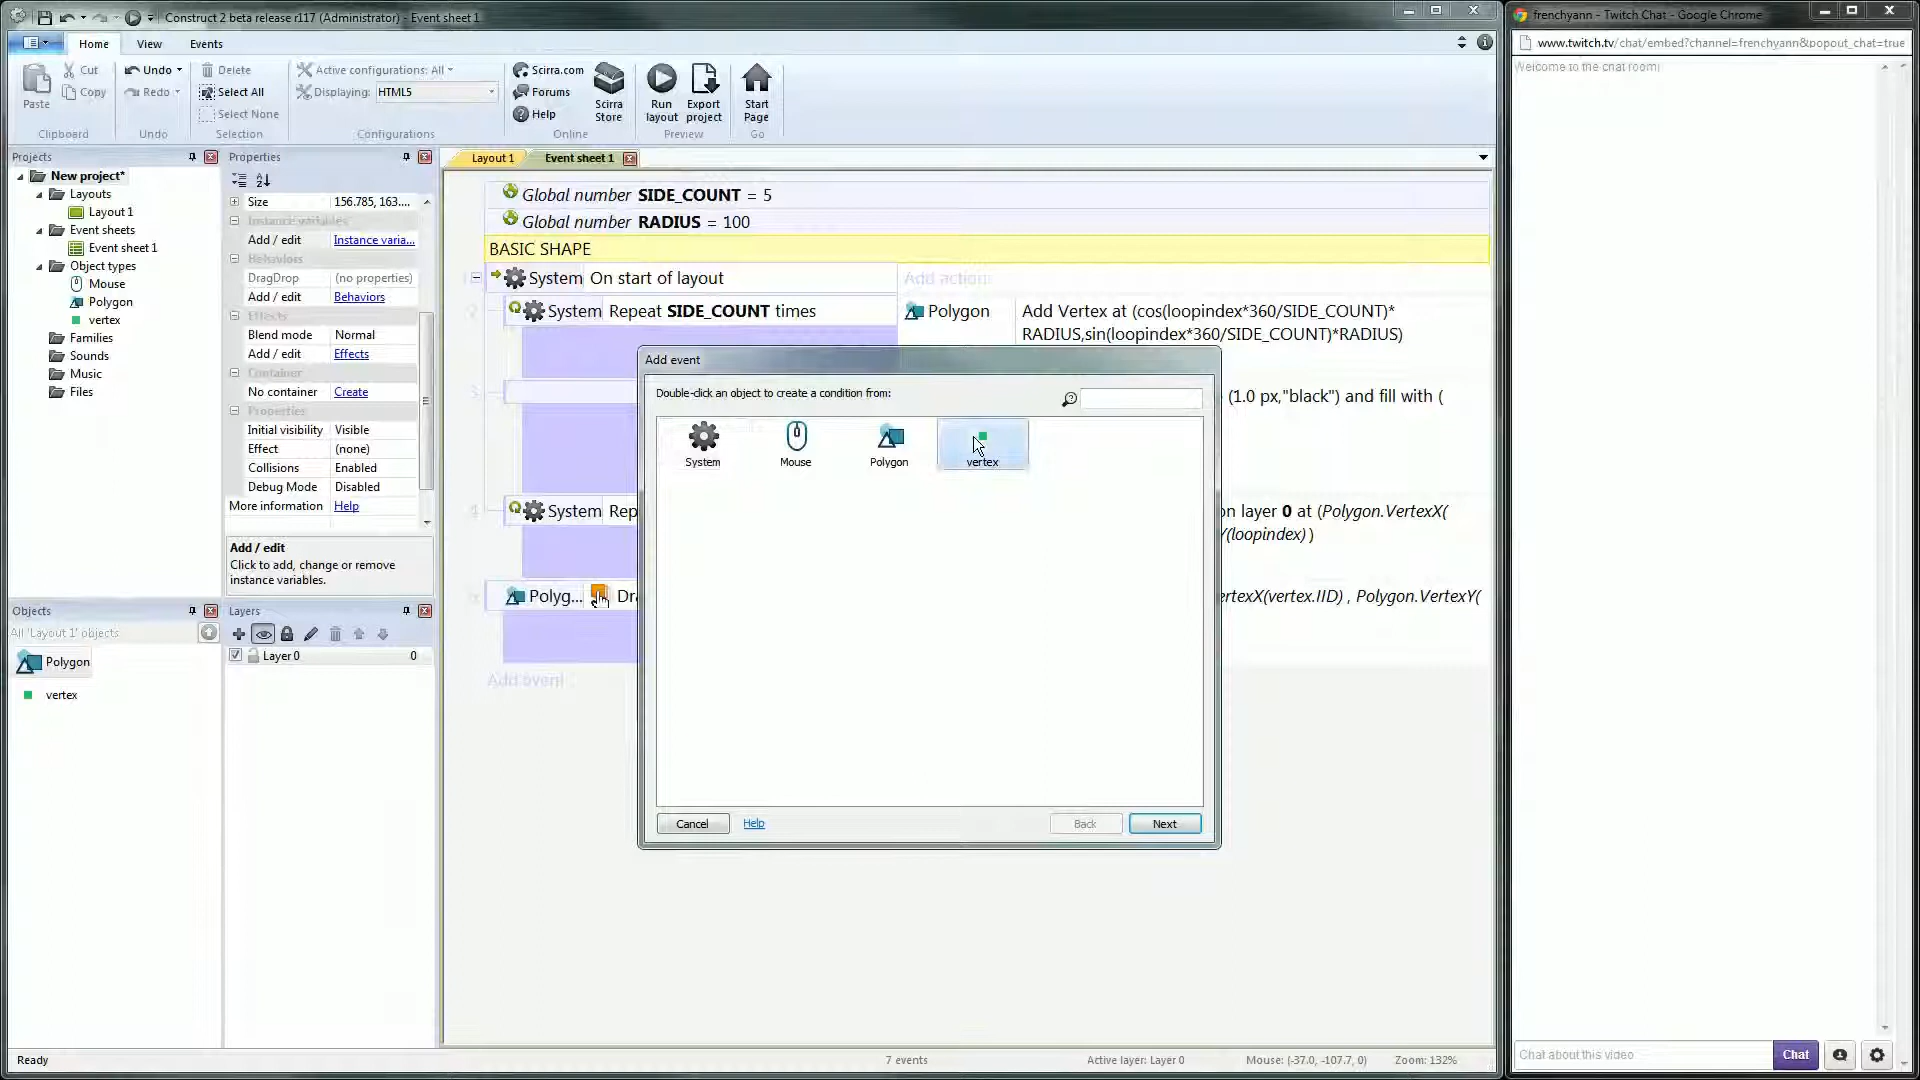 Construct 2 beta release r117 (Administrator) - Event sheet 1
Home View Events
Paste
Cut
Copy
Clipboard
Undo
Redo
Undo
Delete
Select All
Select None
Selection
Active configurations: All
Displaying: HTML5
Configurations
Scirra.com
Forums
Help
Scirra Store
Online
Run layout
Export project
Preview
Start Page
Go
Projects
New project*
Layouts
Layout 1
Event sheets
Event sheet 1
Object types
Mouse
Polygon
vertex
Families
Sounds
Music
Files
Properties
Size 156.785, 163....
Instance variables
Add / edit Instance varia...
Behaviors
DragDrop (no properties)
Add / edit Behaviors
Effects
Blend mode Normal
Add / edit Effects
Container
No container Create
Properties
Initial visibility Visible
Effect (none)
Collisions Enabled
Debug Mode Disabled
More information Help
Add / edit
Click to add, change or remove
instance variables.
Objects
All 'Layout 1' objects
Polygon
vertex
Layers
Layer 0 0
Layout 1 Event sheet 1
Global number SIDE_COUNT = 5
Global number RADIUS = 100
BASIC SHAPE
System On start of layout Add action
System Repeat SIDE_COUNT times Polygon Add Vertex at (cos(loopindex*360/SIDE_COUNT)*
RADIUS,sin(loopindex*360/SIDE_COUNT)*RADIUS)
3
(1.0 px,"black") and fill with (
4
System Rep
on layer 0 at (Polygon.VertexX(
Y(loopindex) )
Polyg... Dra
ertexX(vertex.IID) , Polygon.VertexY(
Add event
Add event
Double-click an object to create a condition from:
System Mouse Polygon vertex
Cancel Help Back Next
Ready 7 events Active layer: Layer 0 Mouse: (-37.0, -107.7, 0) Zoom: 132%
frenchyann - Twitch Chat - Google Chrome
www.twitch.tv/chat/embed?channel=frenchyann&popout_chat=true
Welcome to the chat room!
Chat about this video Chat